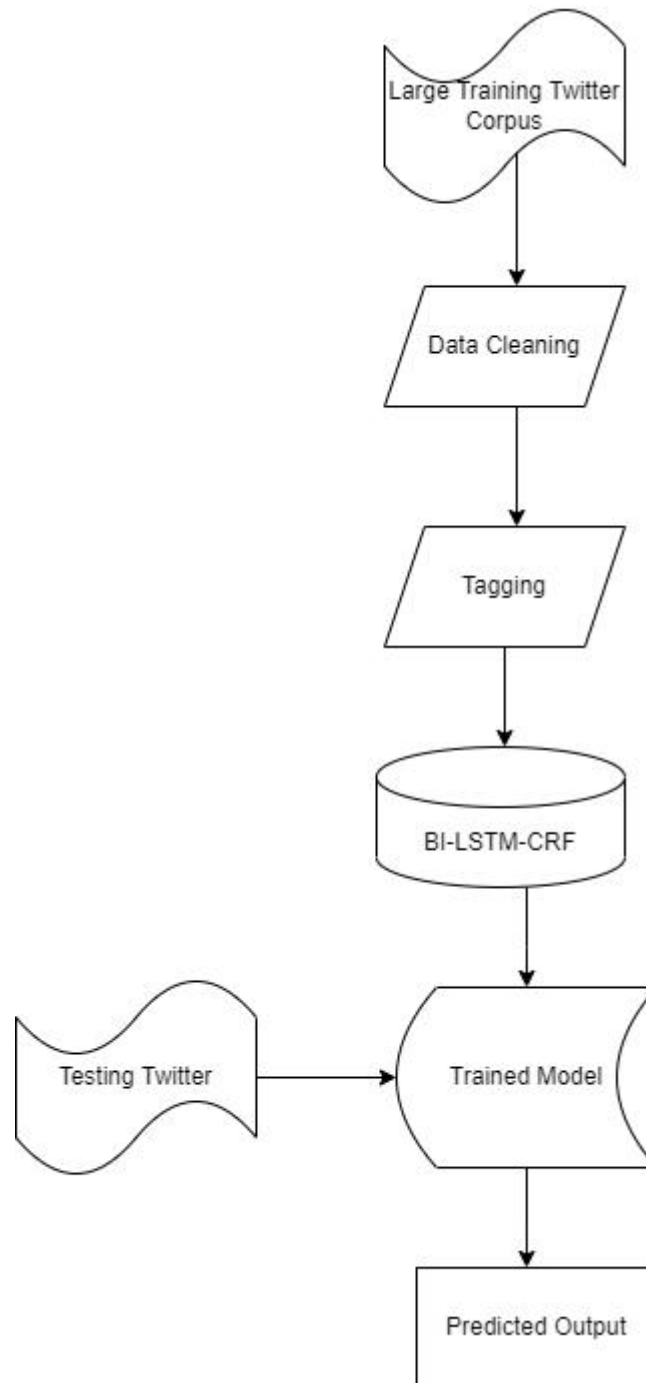 Large Training Twitter
Corpus
Data Cleaning
Tagging
BI-LSTM-CRF
Testing Twitter
Trained Model
Predicted Output